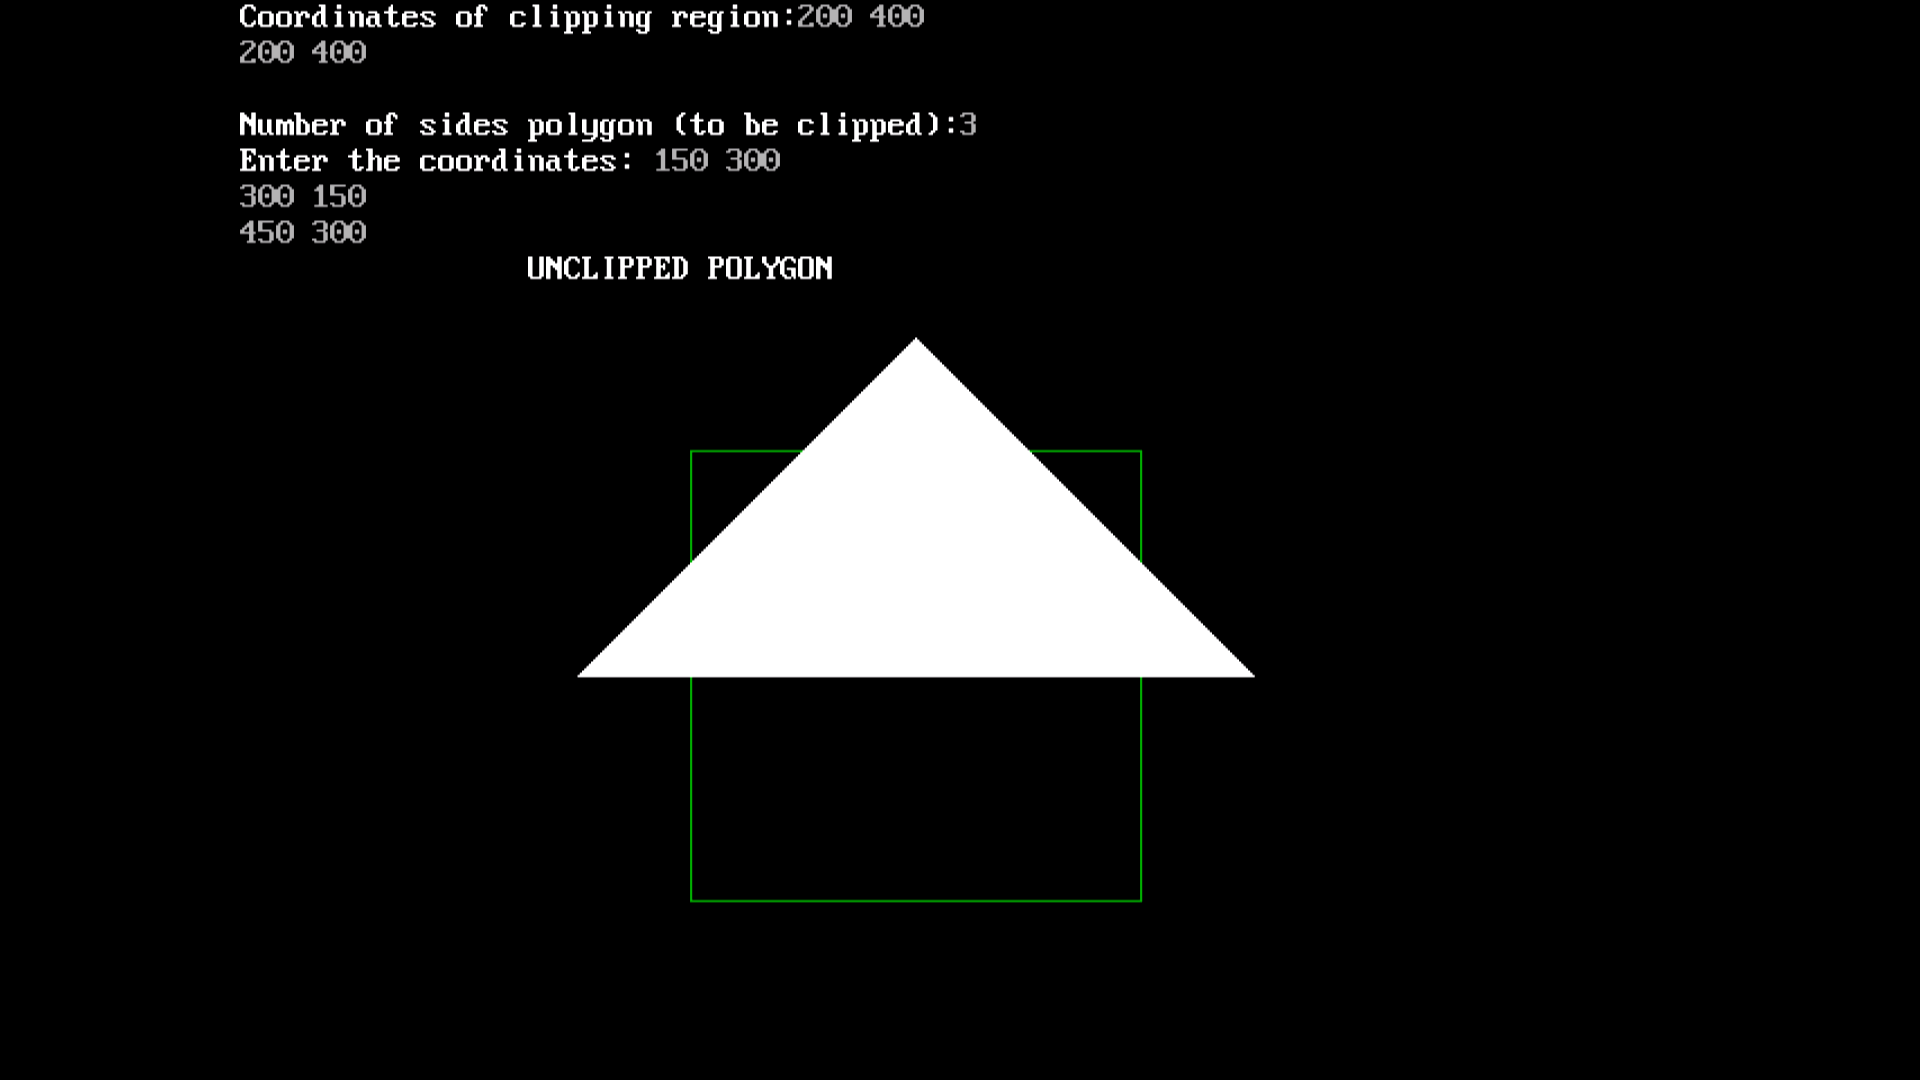 Coordinates of clipping region:200 400
200 400
Number of sides polygon (to be clipped):3
Enter the coordinates: 150 300
300 150
450 300
UNCLIPPED POLYGON